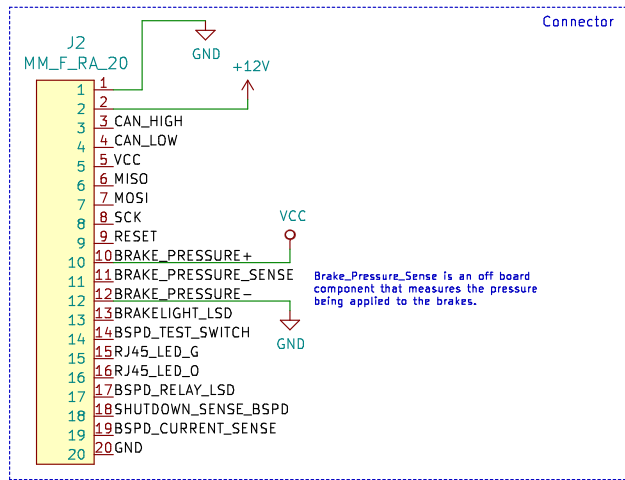 Connector
J2
MM_F_RA_20
GND
+12V
1 1
2 2
3 3 CAN_HIGH
4 4 CAN_LOW
5 5 VCC
6 6 MISO
7 7 MOSI
8 8 SCK
9 9 RESET
VCC
10 10 BRAKE_PRESSURE+
11 11 BRAKE_PRESSURE_SENSE
12 12 BRAKE_PRESSURE-
Brake_Pressure_Sense is an off board
component that measures the pressure
being applied to the brakes.
13 13 BRAKELIGHT_LSD
14 14 BSPD_TEST_SWITCH
GND
15 15 RJ45_LED_G
16 16 RJ45_LED_O
17 17 BSPD_RELAY_LSD
18 18 SHUTDOWN_SENSE_BSPD
19 19 BSPD_CURRENT_SENSE
20 20 GND